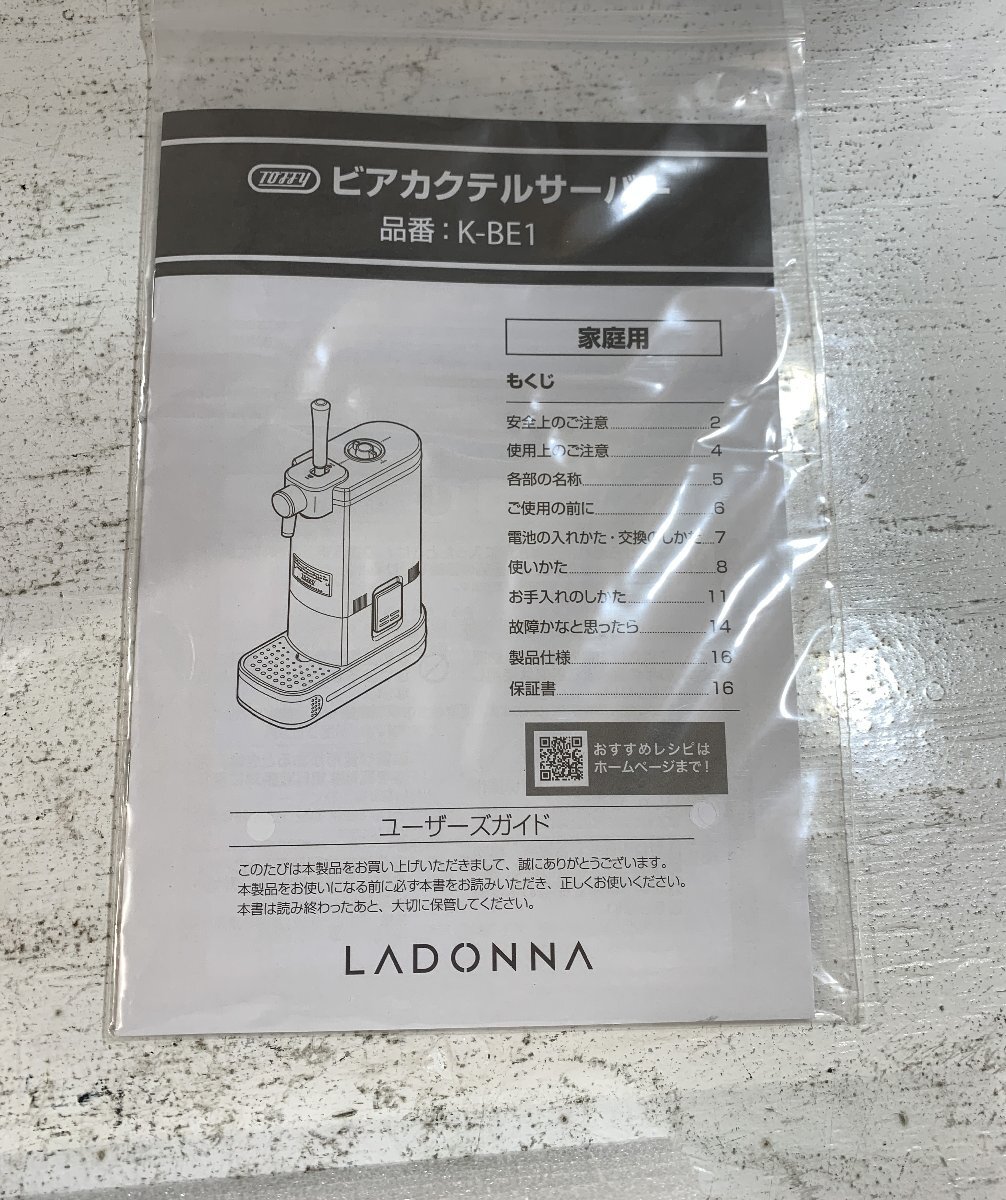 Toffy ビアカクテルサーバー
品番：K-BE1
家庭用
もくじ
安全上のご注意 2
使用上のご注意 4
各部の名称 5
ご使用の前に 6
電池の入れかた・交換のしかた 7
使いかた 8
お手入れのしかた 11
故障かなと思ったら 14
製品仕様 16
保証書 16
おすすめレシピは
ホームページまで！
ユーザーズガイド
このたびは本製品をお買い上げいただきまして、誠にありがとうございます。
本製品をお使いになる前に必ず本書をお読みいただき、正しくお使いください。
本書は読み終わったあと、大切に保管してください。
LADONNA